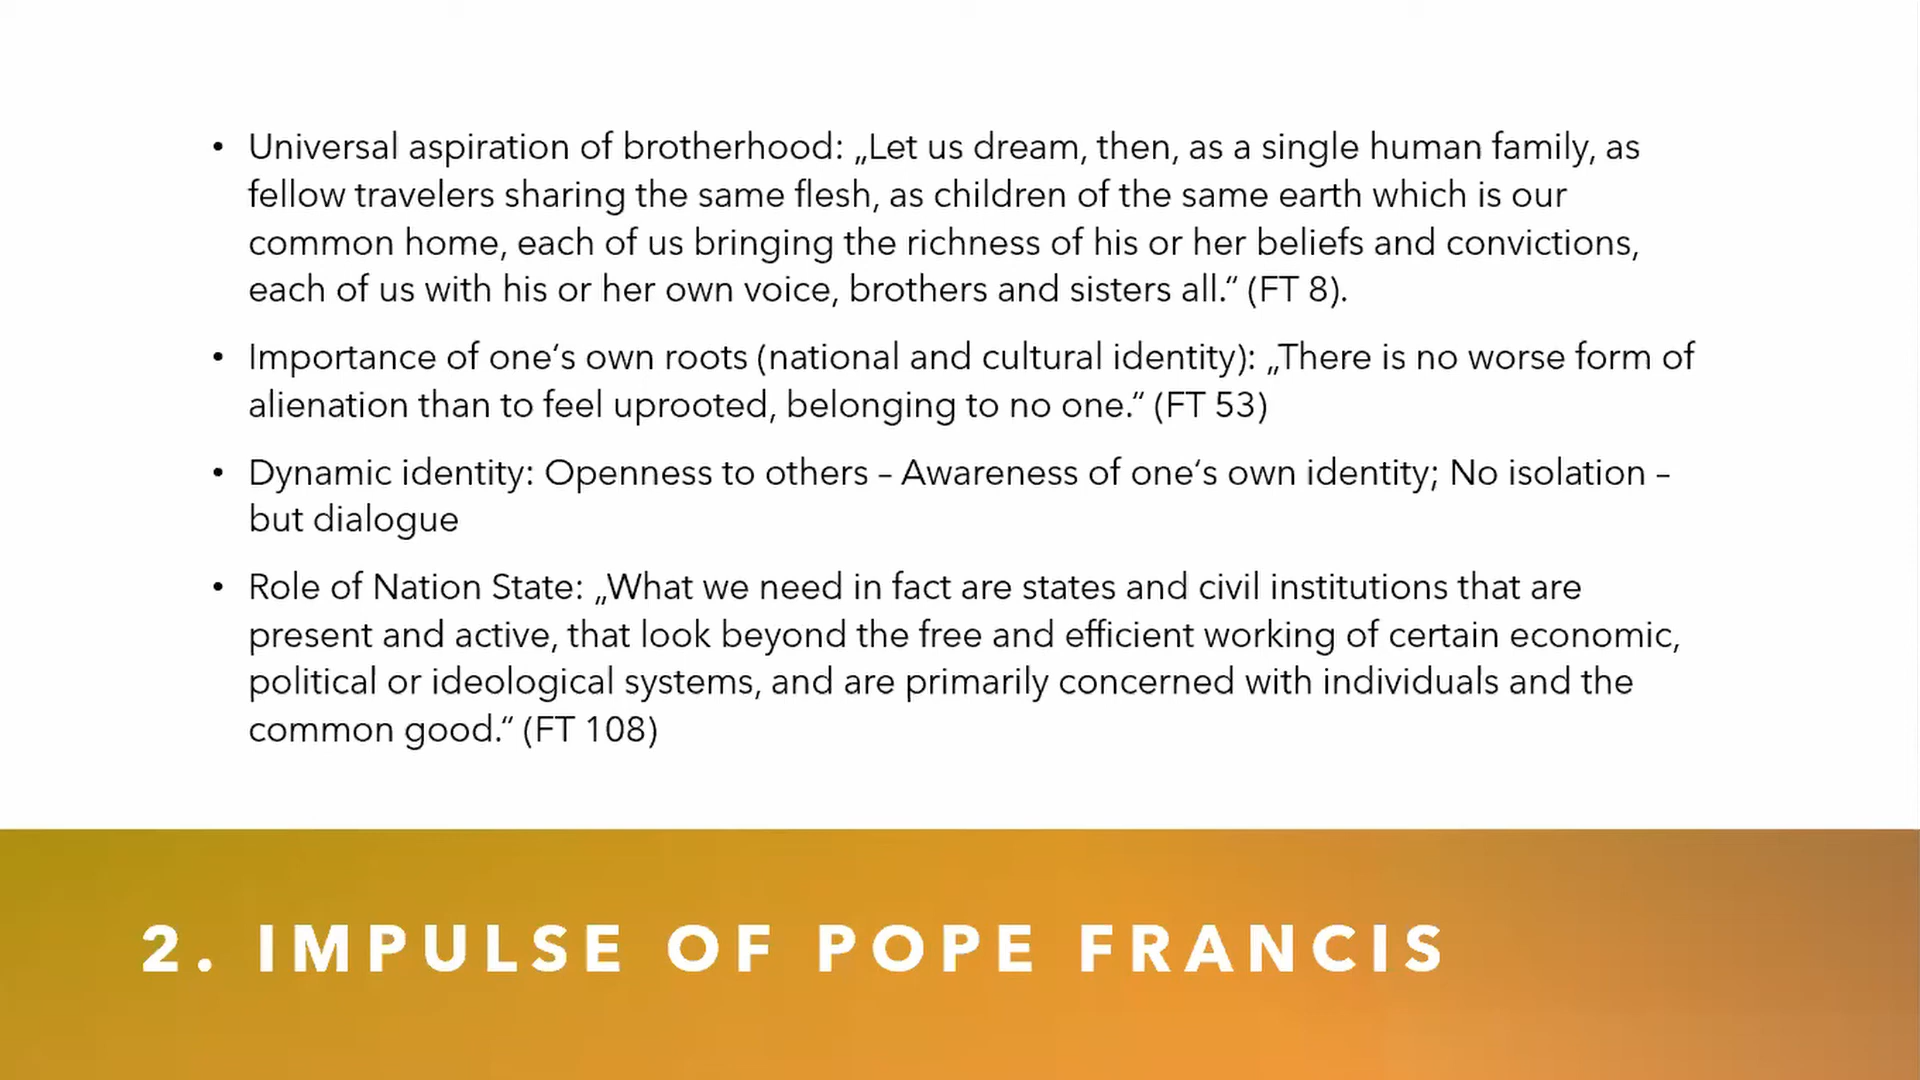 • Universal aspiration of brotherhood: „Let us dream, then, as a single human family, as
fellow travelers sharing the same flesh, as children of the same earth which is our
common home, each of us bringing the richness of his or her beliefs and convictions,
each of us with his or her own voice, brothers and sisters all.“ (FT 8).
• Importance of one‘s own roots (national and cultural identity): „There is no worse form of
alienation than to feel uprooted, belonging to no one.“ (FT 53)
• Dynamic identity: Openness to others – Awareness of one‘s own identity; No isolation –
but dialogue
• Role of Nation State: „What we need in fact are states and civil institutions that are
present and active, that look beyond the free and efficient working of certain economic,
political or ideological systems, and are primarily concerned with individuals and the
common good.“ (FT 108)
2. IMPULSE OF POPE FRANCIS